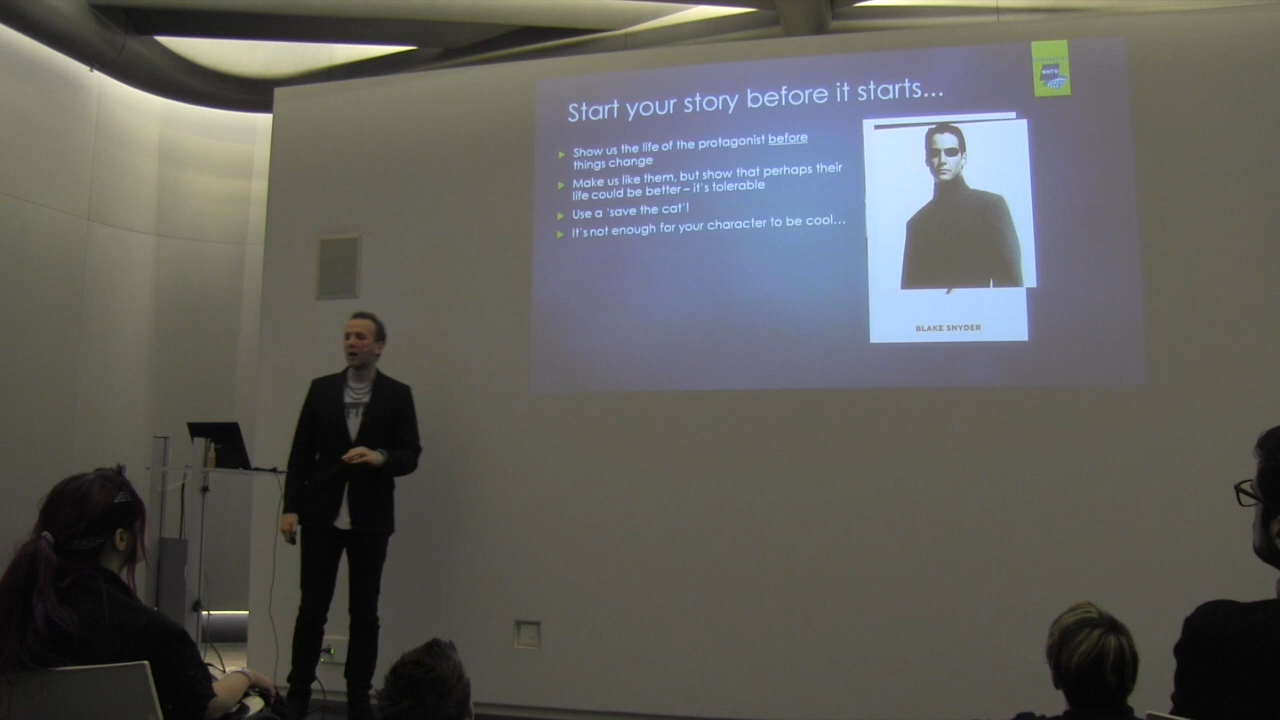 Start your story before it starts...
Show us the life of the protagonist before
things change
Make us like them, but show that perhaps their
life could be better – it's tolerable
Use a 'save the cat'!
It's not enough for your character to be cool...
BLAKE SNYDER
NHTV